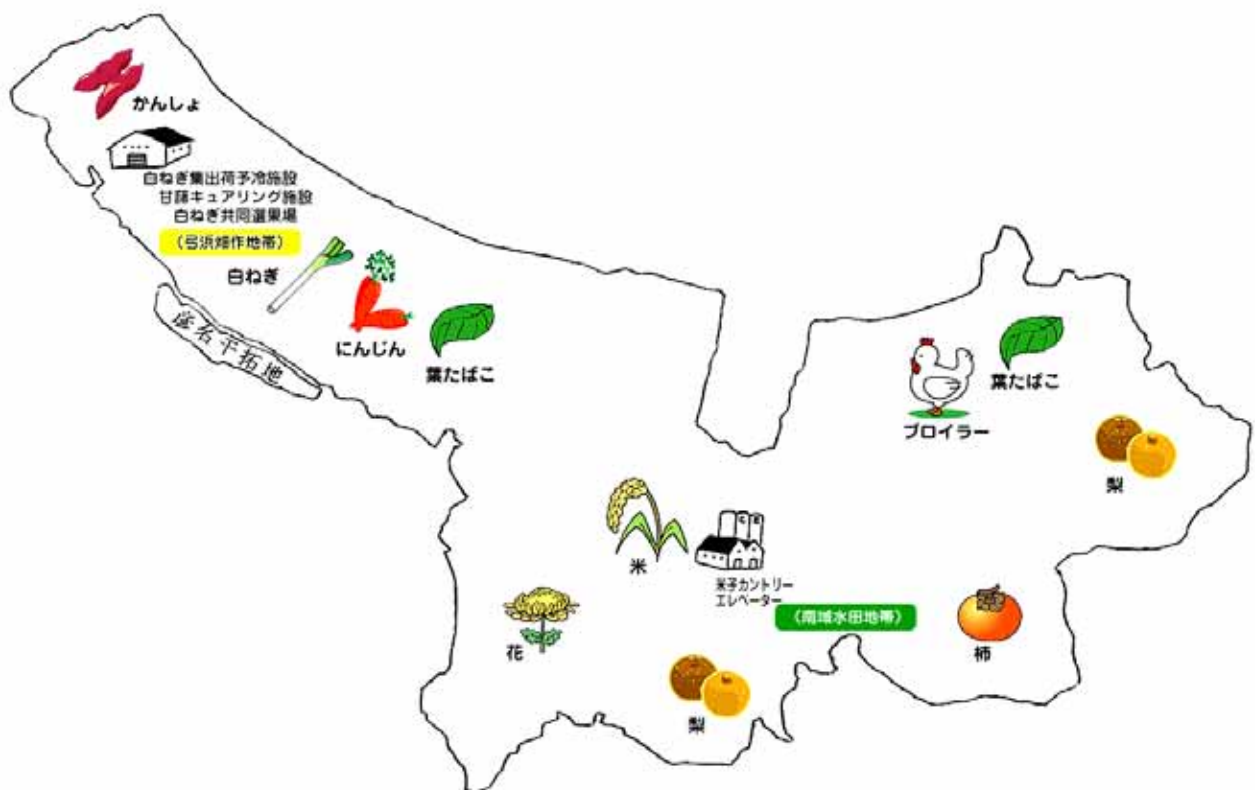 かんしょ
白ねぎ集出荷予冷施設
甘藷キュアリング施設
白ねぎ共同選果場
(弓浜畑作地帯)
白ねぎ
彦名干拓地
にんじん
葉たばこ
ブロイラー
葉たばこ
梨
米
米子カントリー
エレベーター
(南域水田地帯)
花
梨
柿